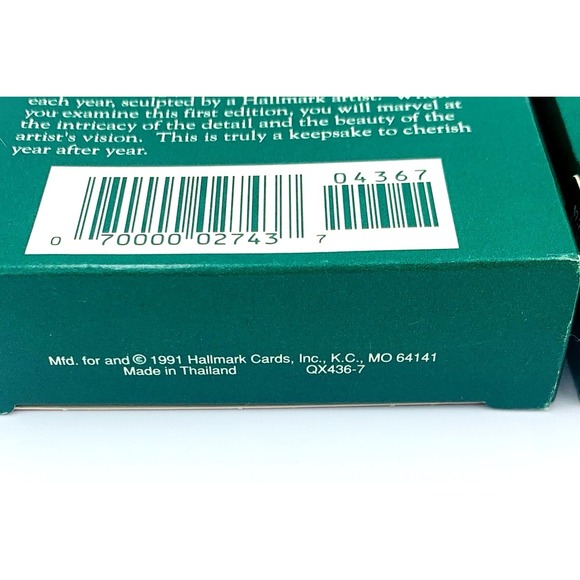 each year, sculpted by a Hallmark artist. When
you examine this first edition, you will marvel at
the intricacy of the detail and the beauty of the
artist's vision. This is truly a keepsake to cherish
year after year.
04367
0 70000 02743 7
Mfd. for and © 1991 Hallmark Cards, Inc., K.C., MO 64141
Made in Thailand QX436-7